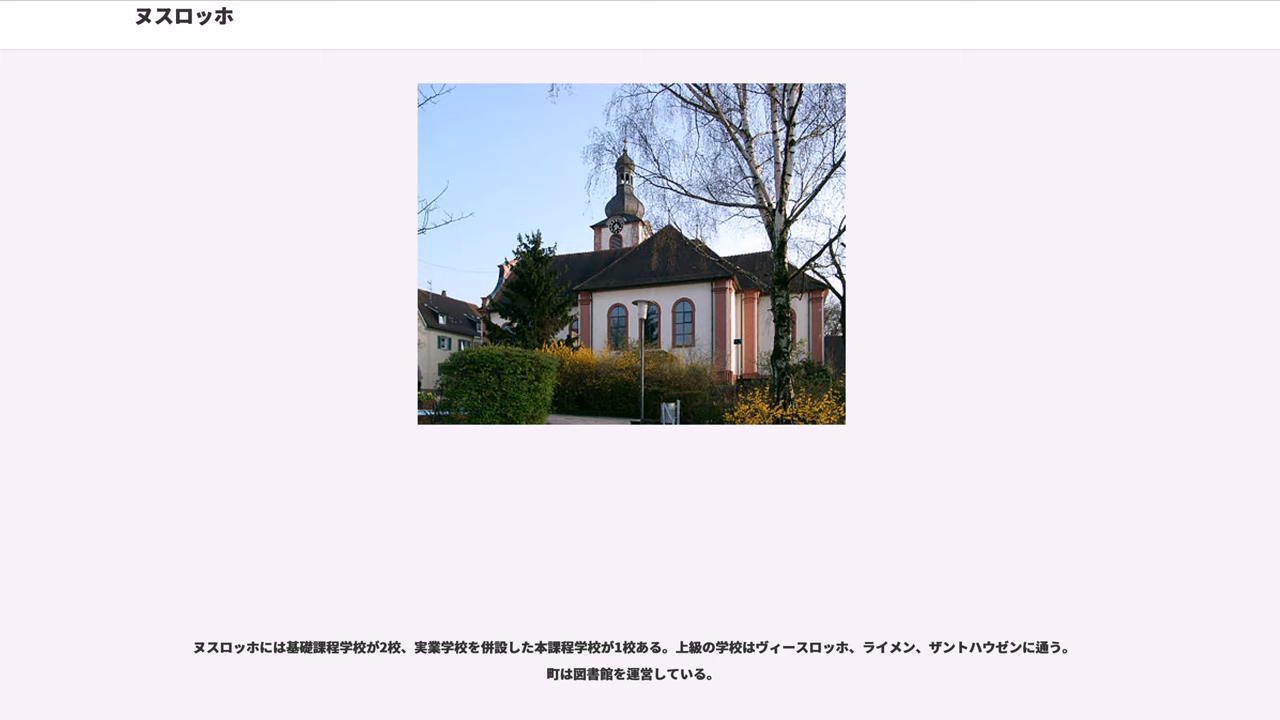 ヌスロッホ
ヌスロッホには基礎課程学校が2校、実業学校を併設した本課程学校が1校ある。上級の学校はヴィースロッホ、ライメン、ザントハウゼンに通う。
町は図書館を運営している。